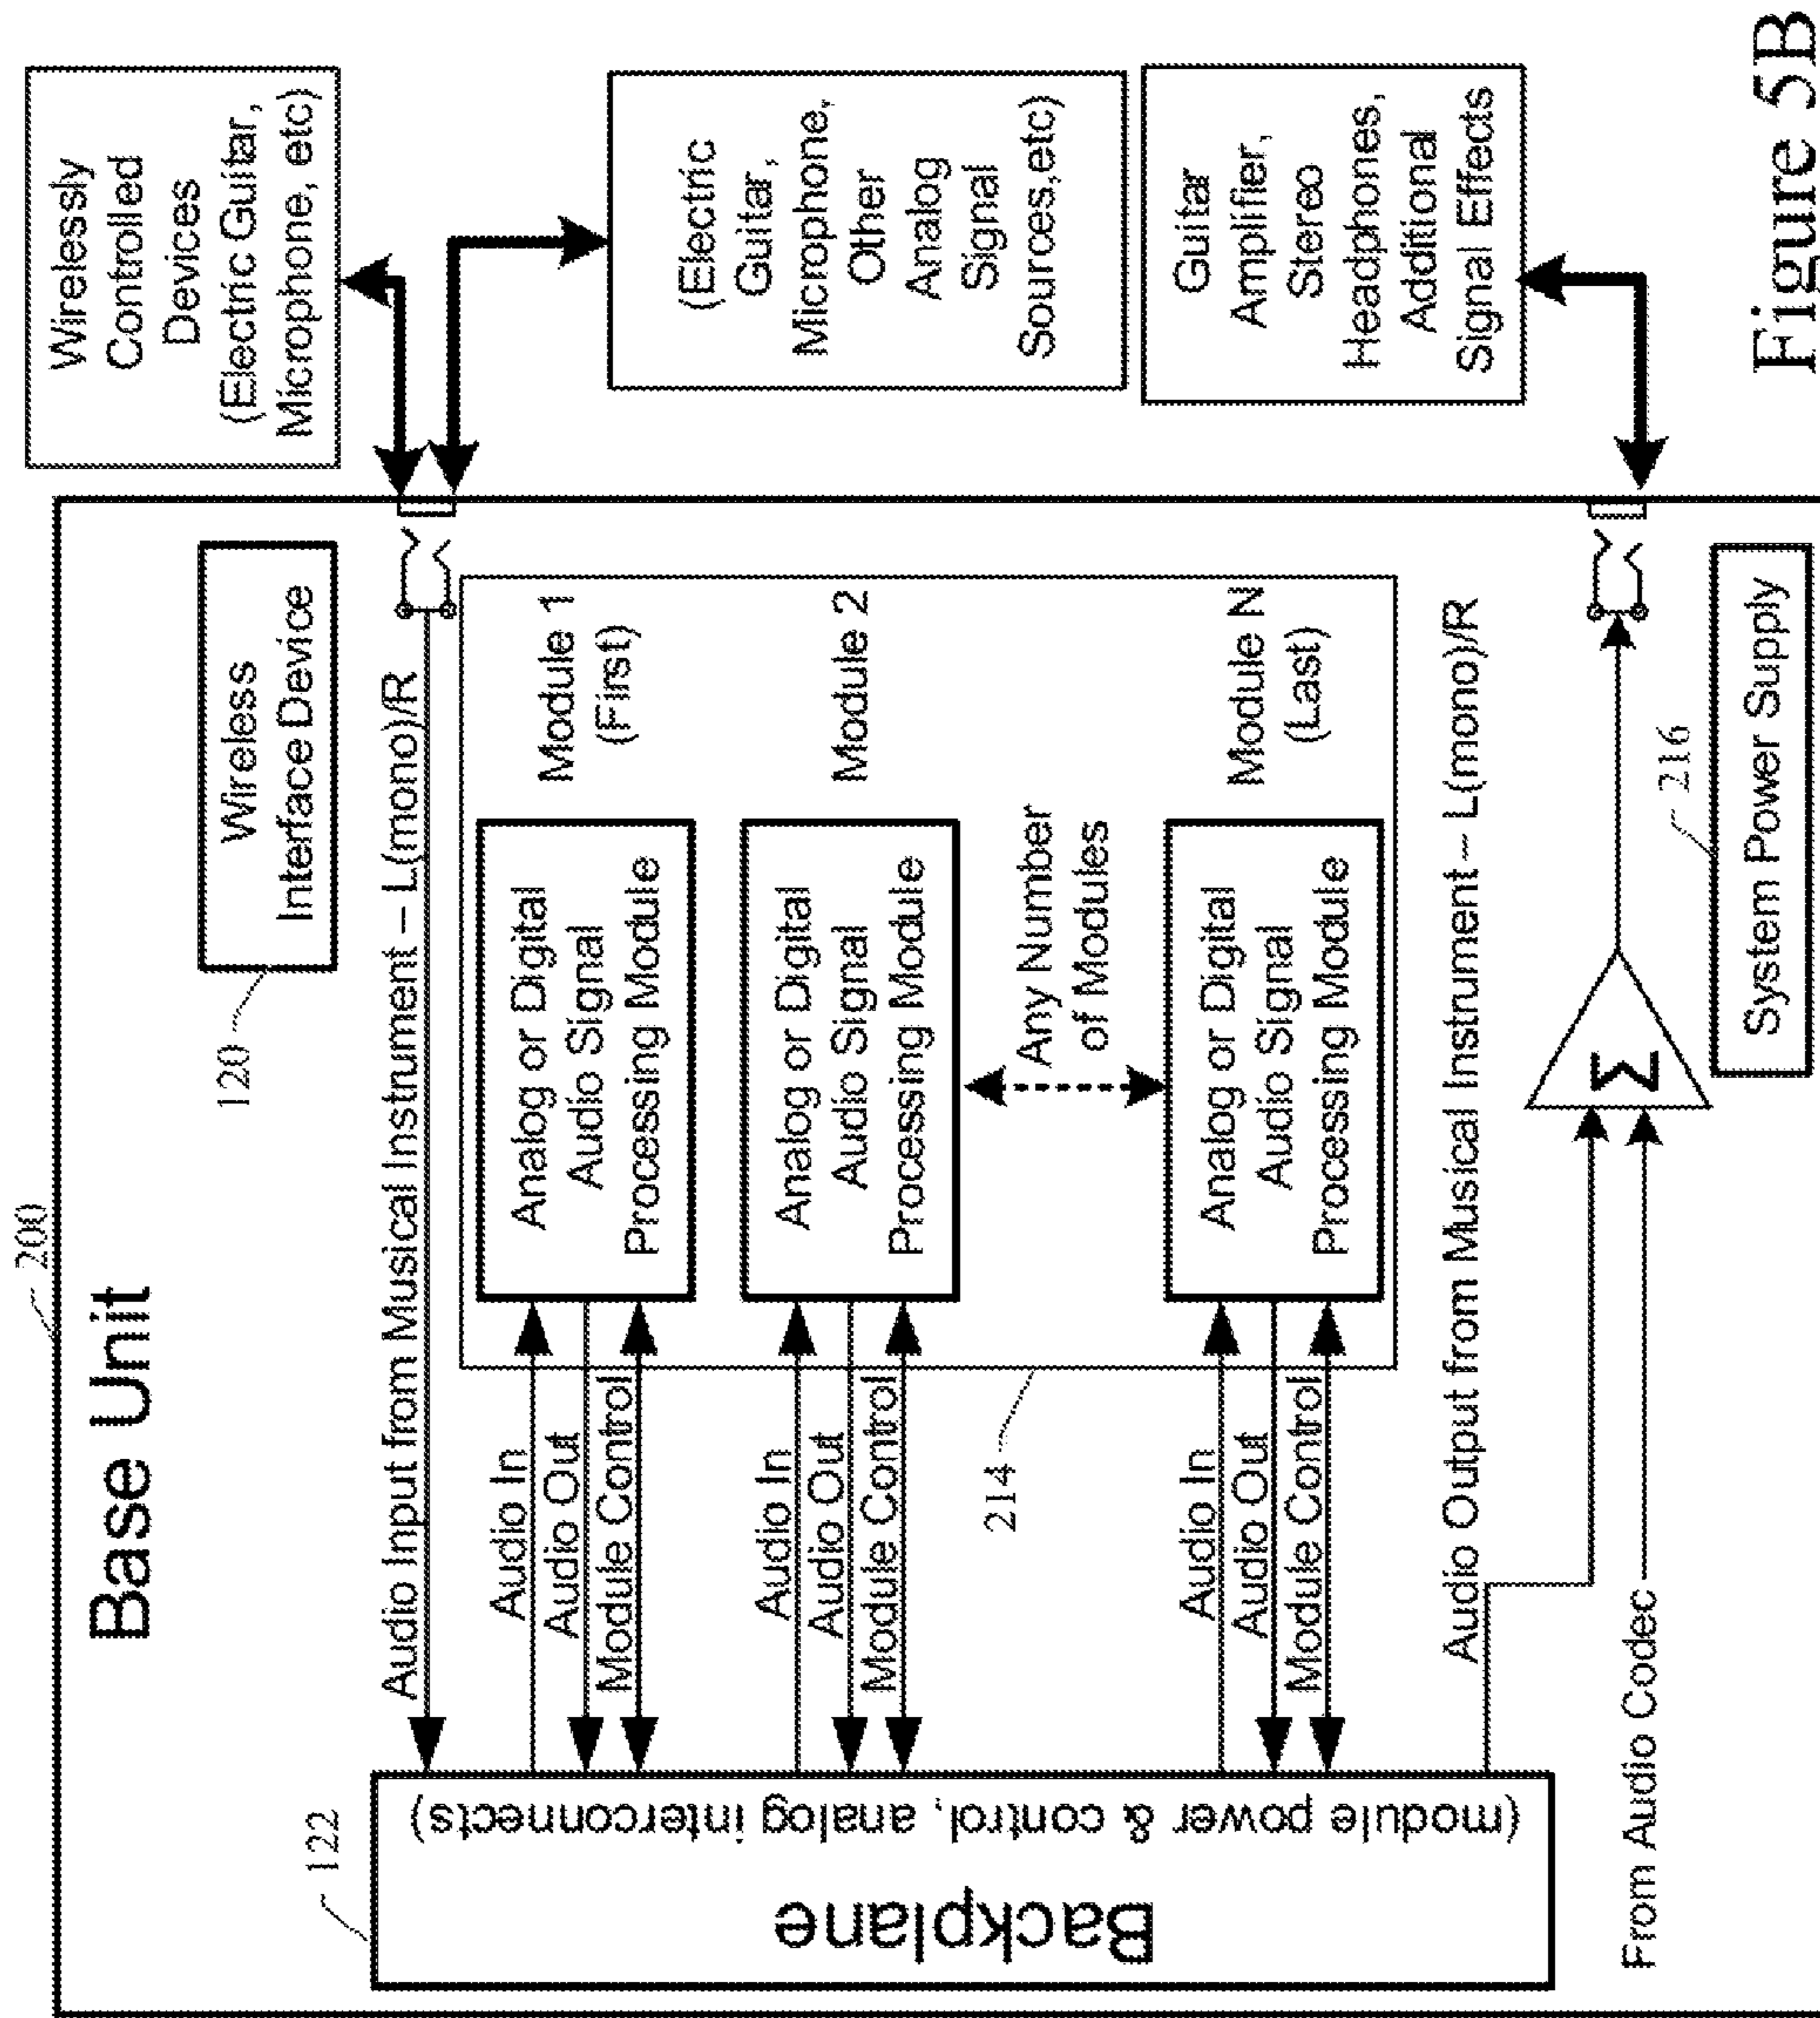 200
Base Unit
122
Backplane
(module power & control, analog interconnects)
120
Wireless
Interface Device
Audio Input from Musical Instrument – L(mono)/R
Audio In
Audio Out
Module Control
Analog or Digital
Audio Signal
Processing Module
Module 1
(First)
Audio In
Audio Out
Module Control
Analog or Digital
Audio Signal
Processing Module
Module 2
214
Any Number
of Modules
Audio In
Audio Out
Module Control
Analog or Digital
Audio Signal
Processing Module
Module N
(Last)
Audio Output from Musical Instrument – L(mono)/R
From Audio Codec
Σ
216
System Power Supply
Wirelessly
Controlled
Devices
(Electric Guitar,
Microphone, etc)
(Electric
Guitar,
Microphone,
Other
Analog
Signal
Sources,etc)
Guitar
Amplifier,
Stereo
Headphones,
Additional
Signal Effects
Figure 5B